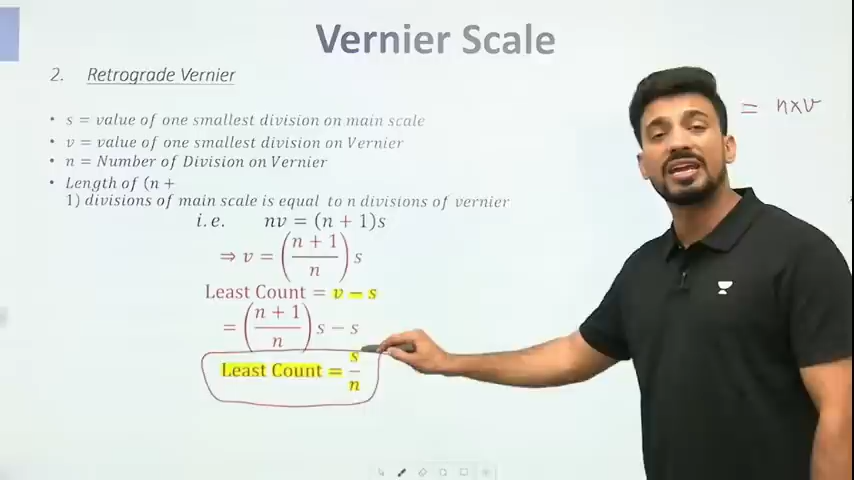 Vernier Scale
2. Retrograde Vernier
• s = value of one smallest division on main scale
= n×v
• v = value of one smallest division on Vernier
• n = Number of Division on Vernier
• Length of (n +
1) divisions of main scale is equal to n divisions of vernier
i.e. nv = (n + 1)s
⇒ v = ((n + 1)/n) s
Least Count = v − s
= ((n + 1)/n) s − s
Least Count = s/n